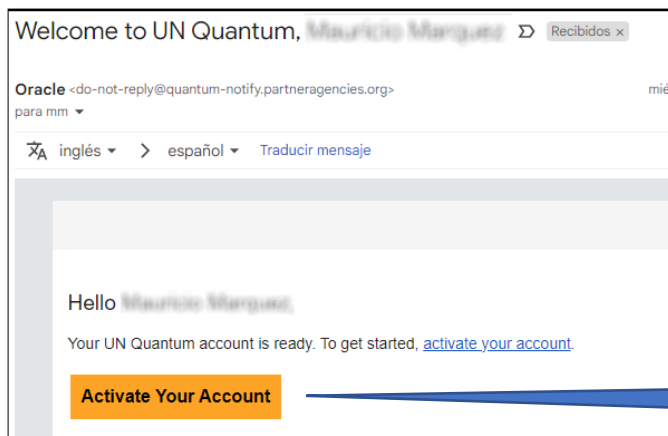 Welcome to UN Quantum, Recibidos ×
Oracle <do-not-reply@quantum-notify.partneragencies.org> mié
para mm
inglés español Traducir mensaje
Hello
Your UN Quantum account is ready. To get started, activate your account.
Activate Your Account